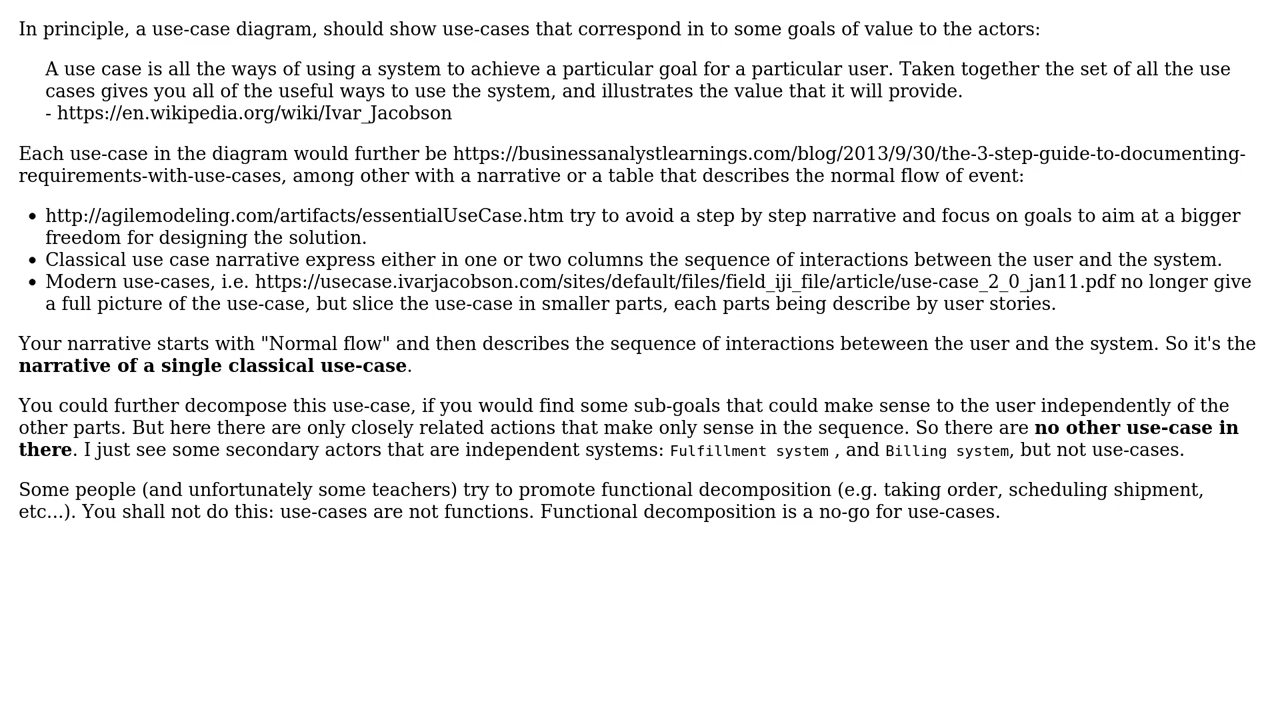 In principle, a use-case diagram, should show use-cases that correspond in to some goals of value to the actors:
A use case is all the ways of using a system to achieve a particular goal for a particular user. Taken together the set of all the use
cases gives you all of the useful ways to use the system, and illustrates the value that it will provide.
- https://en.wikipedia.org/wiki/Ivar_Jacobson
Each use-case in the diagram would further be https://businessanalystlearnings.com/blog/2013/9/30/the-3-step-guide-to-documenting-
requirements-with-use-cases, among other with a narrative or a table that describes the normal flow of event:
• http://agilemodeling.com/artifacts/essentialUseCase.htm try to avoid a step by step narrative and focus on goals to aim at a bigger
freedom for designing the solution.
• Classical use case narrative express either in one or two columns the sequence of interactions between the user and the system.
• Modern use-cases, i.e. https://usecase.ivarjacobson.com/sites/default/files/field_iji_file/article/use-case_2_0_jan11.pdf no longer give
a full picture of the use-case, but slice the use-case in smaller parts, each parts being describe by user stories.
Your narrative starts with "Normal flow" and then describes the sequence of interactions beteween the user and the system. So it's the
narrative of a single classical use-case.
You could further decompose this use-case, if you would find some sub-goals that could make sense to the user independently of the
other parts. But here there are only closely related actions that make only sense in the sequence. So there are no other use-case in
there. I just see some secondary actors that are independent systems: Fulfillment system , and Billing system, but not use-cases.
Some people (and unfortunately some teachers) try to promote functional decomposition (e.g. taking order, scheduling shipment,
etc...). You shall not do this: use-cases are not functions. Functional decomposition is a no-go for use-cases.